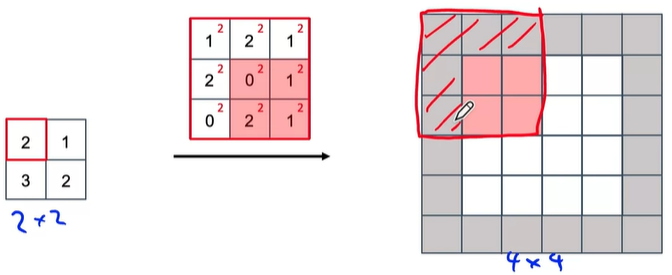 1² 2² 1²
2² 0² 1²
0² 2² 1²
2 1
3 2
2 × 2
4 × 4